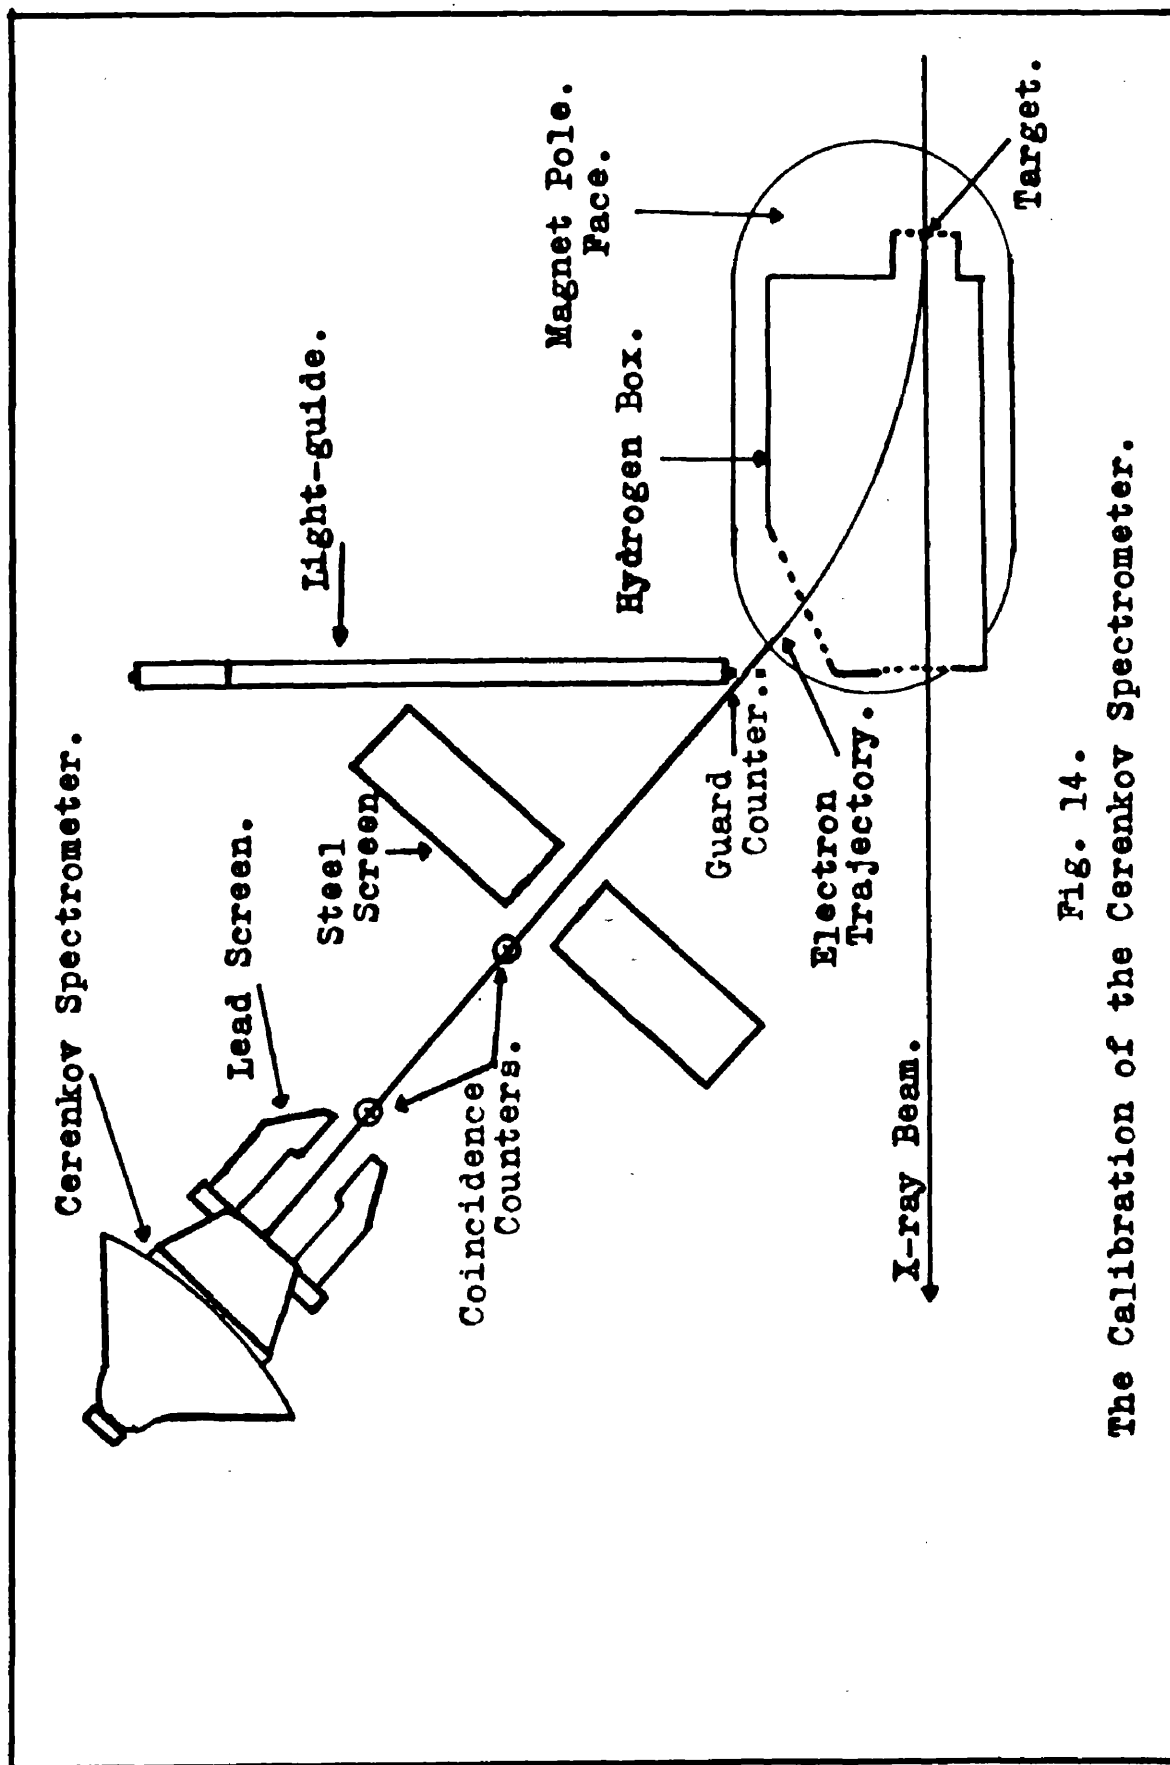 Cerenkov Spectrometer.
Lead Screen.
Light-guide.
Steel
Screen
Magnet Pole.
Face.
Hydrogen Box.
Coincidence
Counters.
Guard
Counter.
Electron
Trajectory.
X-ray Beam.
Target.
Fig. 14.
The Calibration of the Cerenkov Spectrometer.